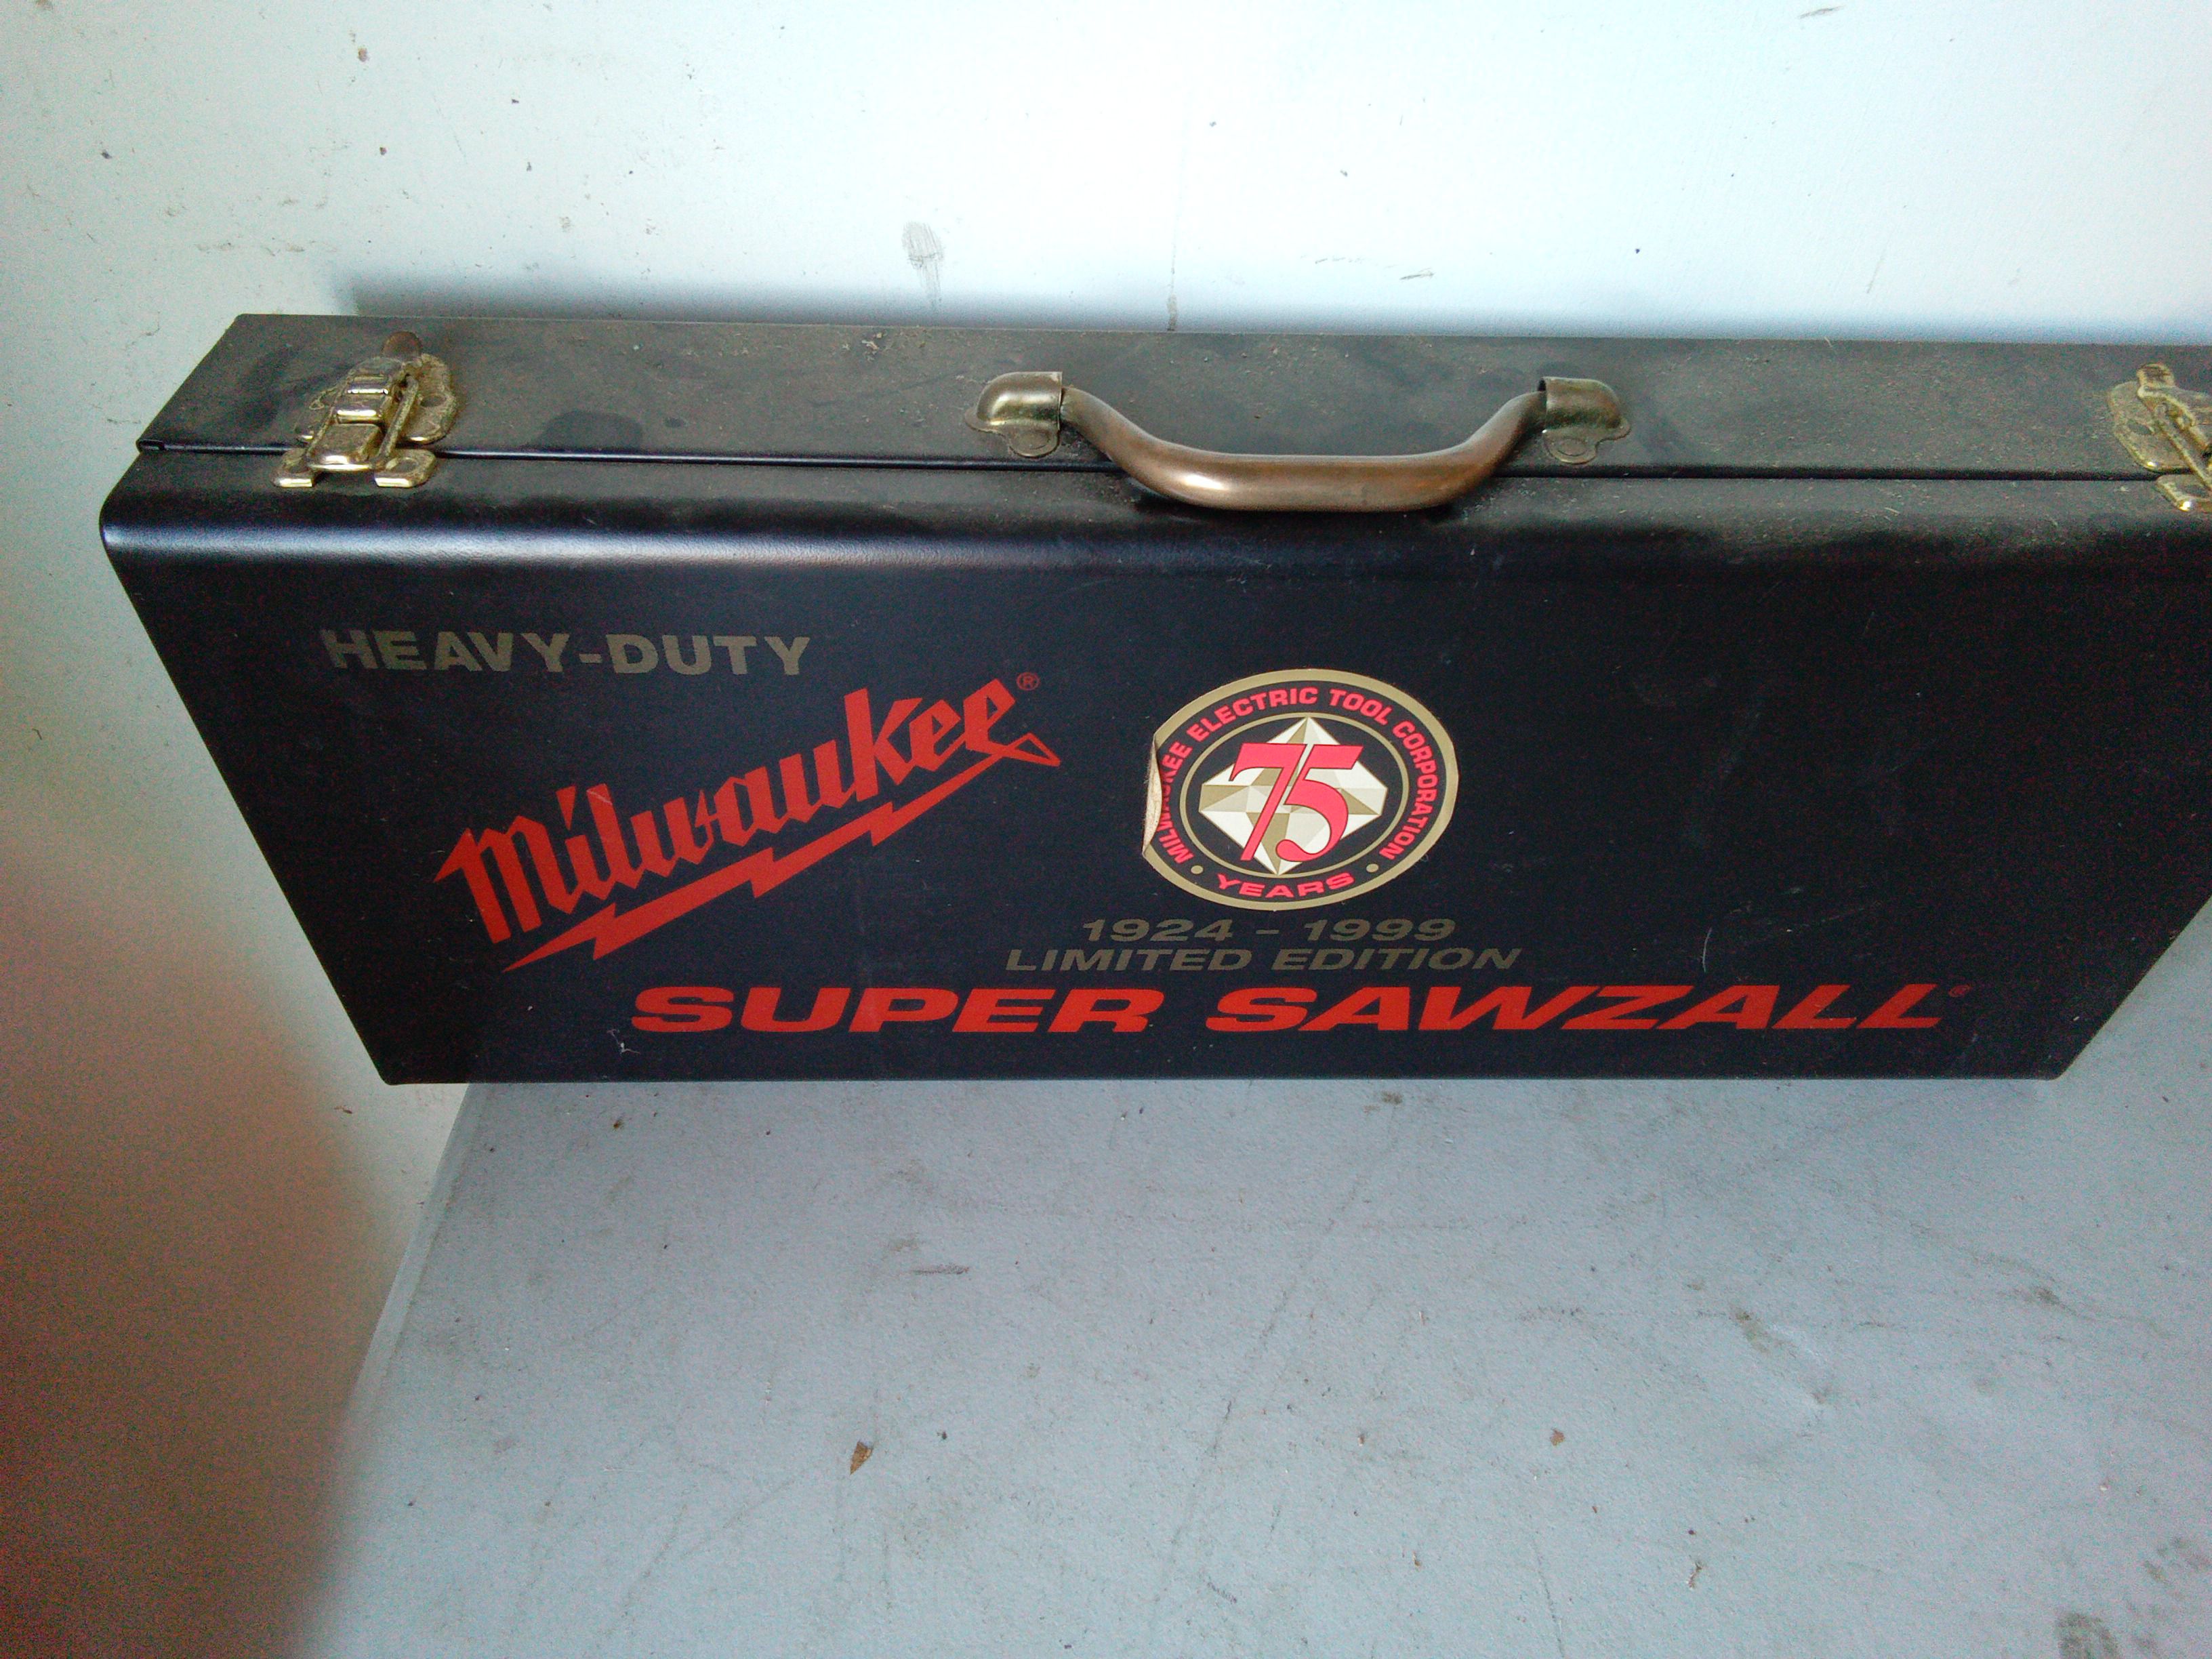 HEAVY-DUTY
Milwaukee®
MILWAUKEE ELECTRIC TOOL CORPORATION
75
• YEARS •
1924 - 1999
LIMITED EDITION
SUPER SAWZALL®